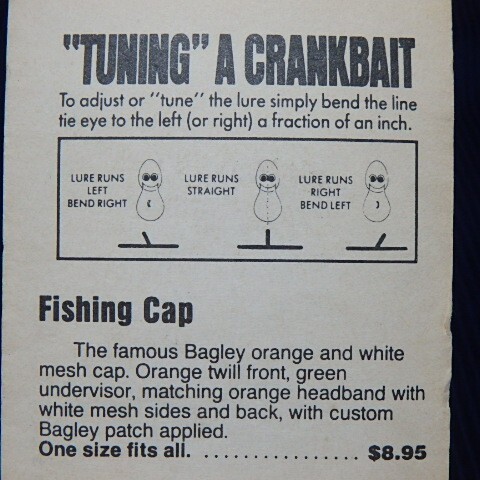 "TUNING" A CRANKBAIT
To adjust or "tune" the lure simply bend the line
tie eye to the left (or right) a fraction of an inch.
LURE RUNS
LEFT
BEND RIGHT
LURE RUNS
STRAIGHT
LURE RUNS
RIGHT
BEND LEFT
Fishing Cap
The famous Bagley orange and white
mesh cap. Orange twill front, green
undervisor, matching orange headband with
white mesh sides and back, with custom
Bagley patch applied.
One size fits all. .................. $8.95